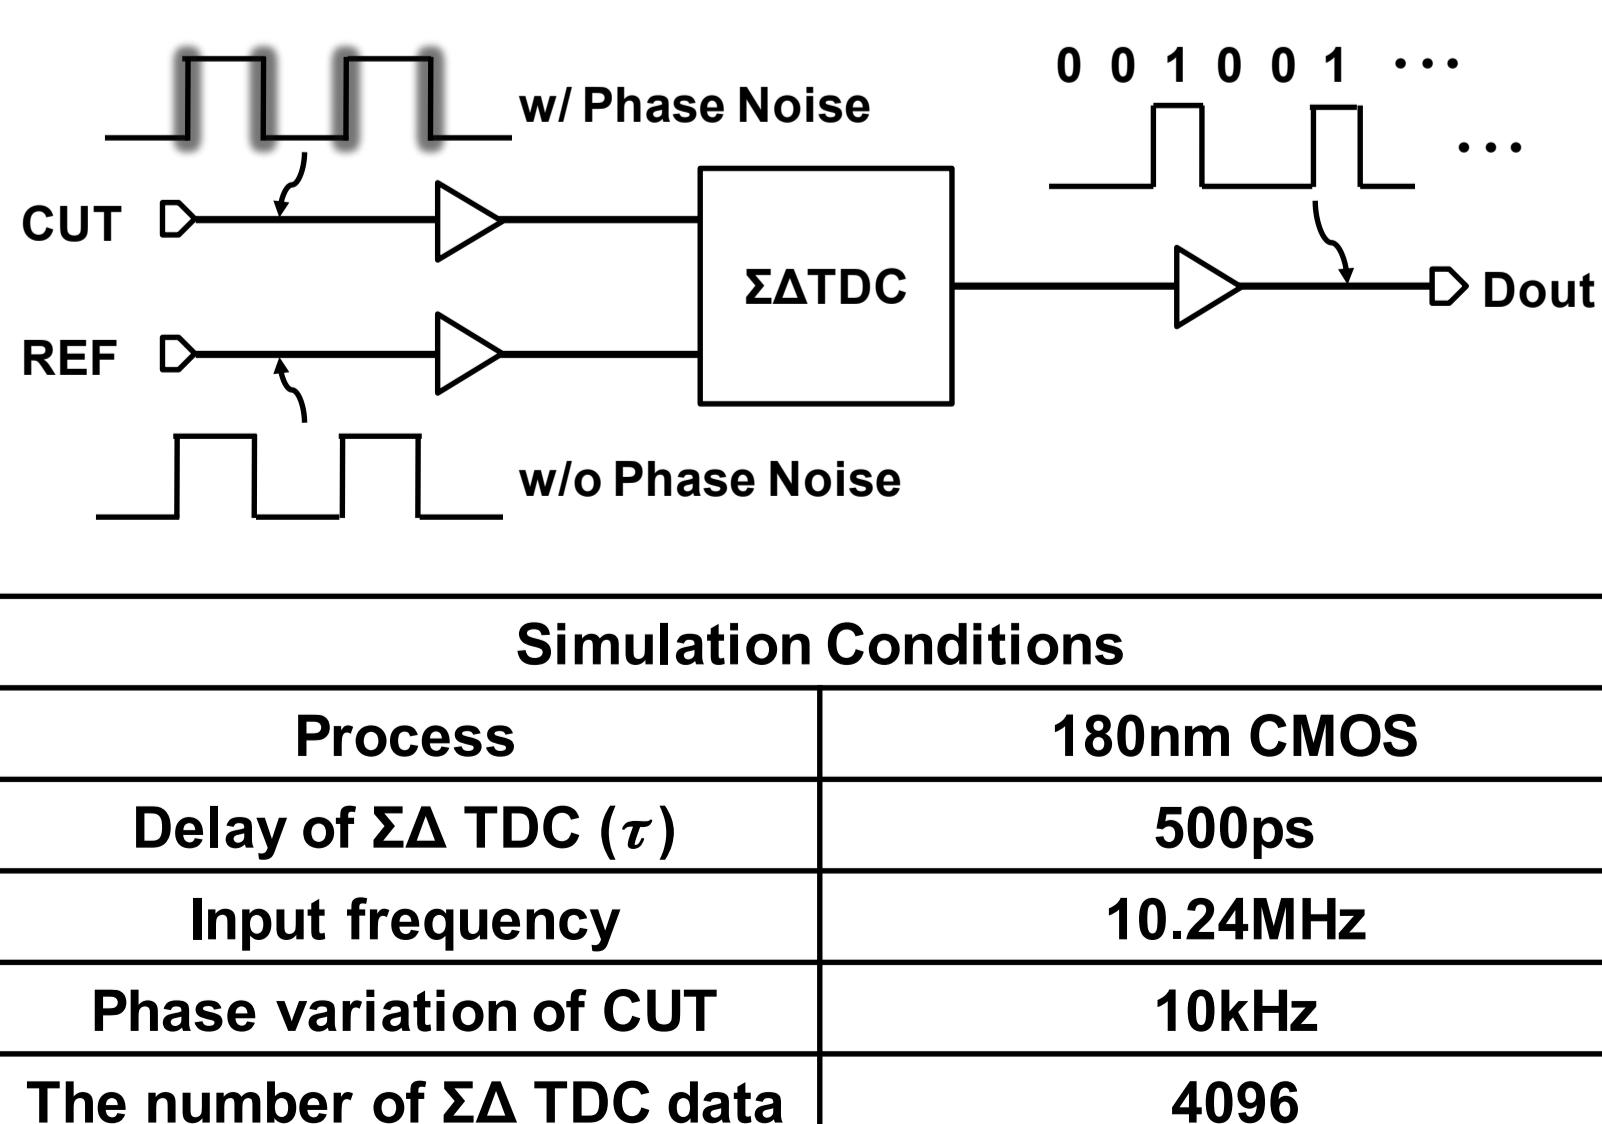 0 0 1 0 0 1 ···
w/ Phase Noise
···
CUT
ΣΔTDC
Dout
REF
w/o Phase Noise
Simulation Conditions
Process 180nm CMOS
Delay of ΣΔ TDC (τ) 500ps
Input frequency 10.24MHz
Phase variation of CUT 10kHz
The number of ΣΔ TDC data 4096